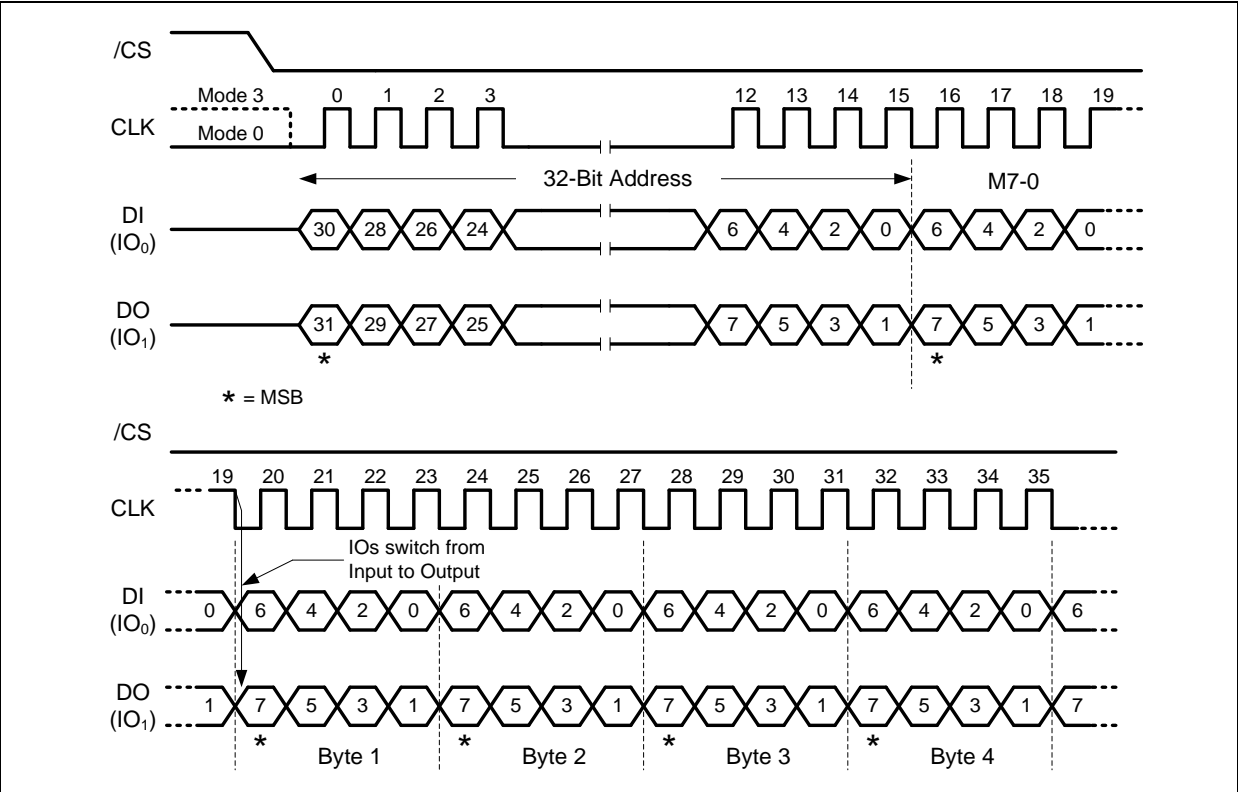 /CS
Mode 3 0 1 2 3 12 13 14 15 16 17 18 19
CLK
Mode 0
32-Bit Address M7-0
DI
(IO₀) 30 28 26 24 6 4 2 0 6 4 2 0
DO
(IO₁) 31 29 27 25 7 5 3 1 7 5 3 1
* *
* = MSB
/CS
19 20 21 22 23 24 25 26 27 28 29 30 31 32 33 34 35
CLK
IOs switch from
Input to Output
DI
(IO₀) 0 6 4 2 0 6 4 2 0 6 4 2 0 6 4 2 0 6
DO
(IO₁) 1 7 5 3 1 7 5 3 1 7 5 3 1 7 5 3 1 7
* * * *
Byte 1 Byte 2 Byte 3 Byte 4